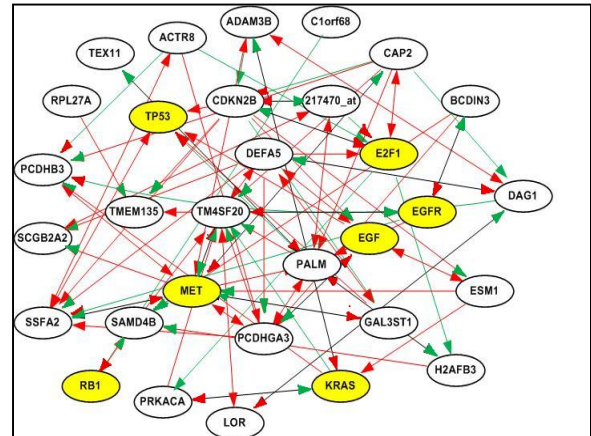 ADAM3B
C1orf68
ACTR8
TEX11
CAP2
RPL27A
CDKN2B
217470_at
BCDIN3
TP53
E2F1
DEFA5
PCDHB3
DAG1
TMEM135
TM4SF20
EGFR
SCGB2A2
EGF
PALM
MET
ESM1
SSFA2
SAMD4B
GAL3ST1
PCDHGA3
H2AFB3
RB1
KRAS
PRKACA
LOR